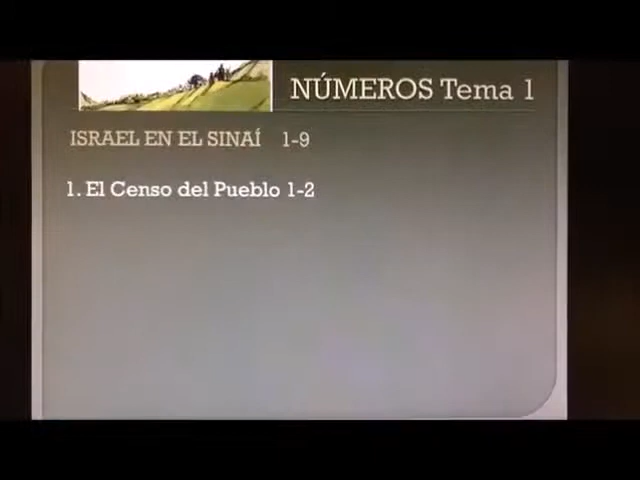 NÚMEROS Tema 1
ISRAEL EN EL SINAÍ 1-9
1. El Censo del Pueblo 1-2